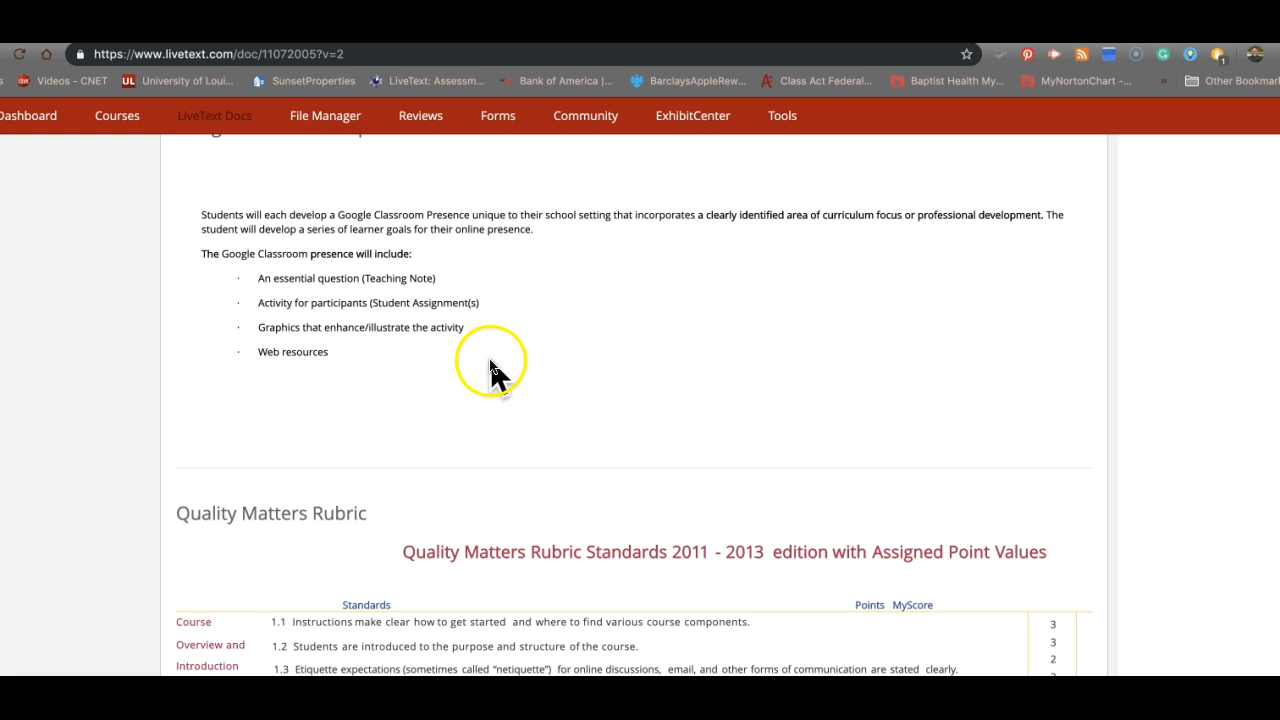 https://www.livetext.com/doc/11072005?v=2
Videos - CNET University of Loui... SunsetProperties LiveText: Assessm... Bank of America |... BarclaysAppleRew... Class Act Federal... Baptist Health My... MyNortonChart -... » Other Bookmar
Dashboard Courses LiveText Docs File Manager Reviews Forms Community ExhibitCenter Tools
Students will each develop a Google Classroom Presence unique to their school setting that incorporates a clearly identified area of curriculum focus or professional development. The
student will develop a series of learner goals for their online presence.
The Google Classroom presence will include:
· An essential question (Teaching Note)
· Activity for participants (Student Assignment(s)
· Graphics that enhance/illustrate the activity
· Web resources
Quality Matters Rubric
Quality Matters Rubric Standards 2011 - 2013 edition with Assigned Point Values
Standards Points MyScore
Course 1.1 Instructions make clear how to get started and where to find various course components. 3
Overview and 1.2 Students are introduced to the purpose and structure of the course. 3
Introduction 1.3 Etiquette expectations (sometimes called “netiquette”) for online discussions, email, and other forms of communication are stated clearly. 2